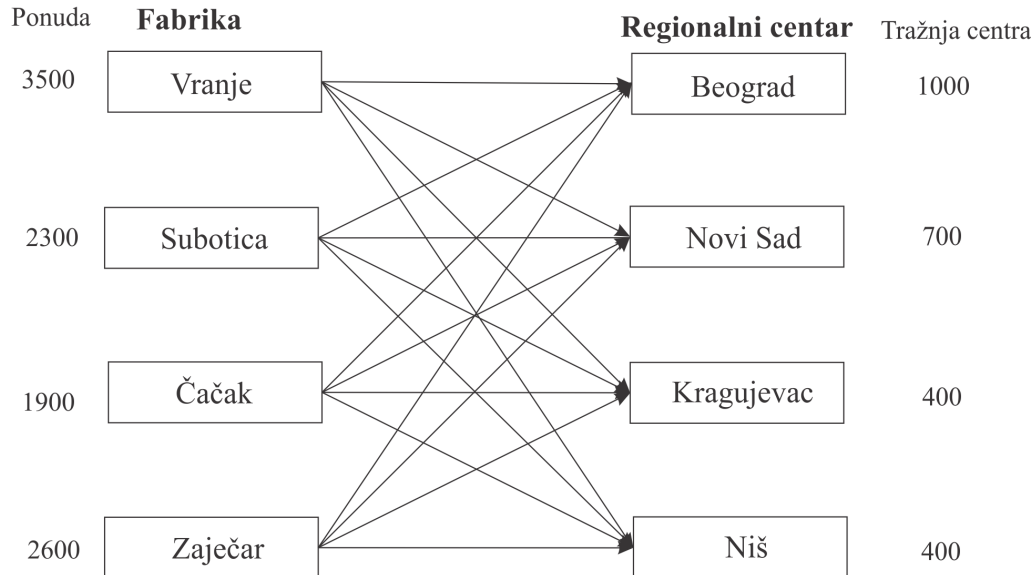 Ponuda Fabrika Regionalni centar Tražnja centra
3500 Vranje Beograd 1000
2300 Subotica Novi Sad 700
1900 Čačak Kragujevac 400
2600 Zaječar Niš 400